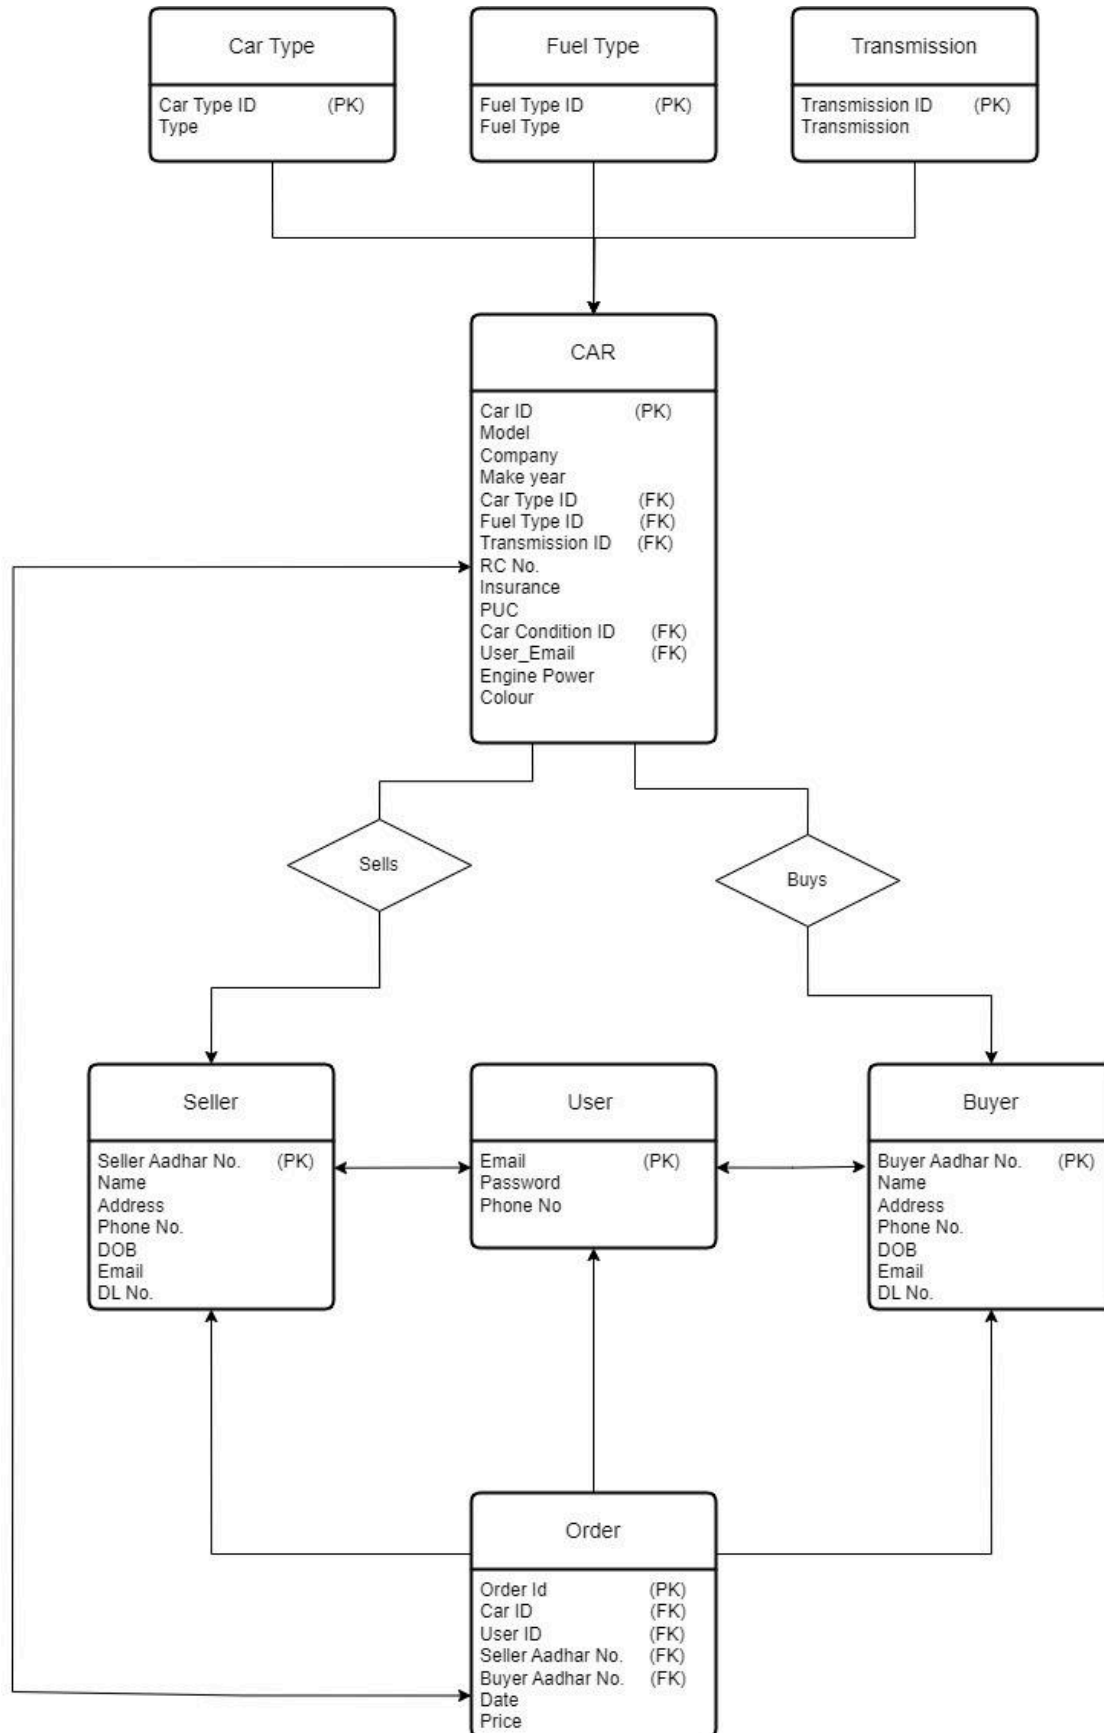 Car Type
Car Type ID (PK)
Type
Fuel Type
Fuel Type ID (PK)
Fuel Type
Transmission
Transmission ID (PK)
Transmission
CAR
Car ID (PK)
Model
Company
Make year
Car Type ID (FK)
Fuel Type ID (FK)
Transmission ID (FK)
RC No.
Insurance
PUC
Car Condition ID (FK)
User_Email (FK)
Engine Power
Colour
Sells
Buys
Seller
Seller Aadhar No. (PK)
Name
Address
Phone No.
DOB
Email
DL No.
User
Email (PK)
Password
Phone No
Buyer
Buyer Aadhar No. (PK)
Name
Address
Phone No.
DOB
Email
DL No.
Order
Order Id (PK)
Car ID (FK)
User ID (FK)
Seller Aadhar No. (FK)
Buyer Aadhar No. (FK)
Date
Price